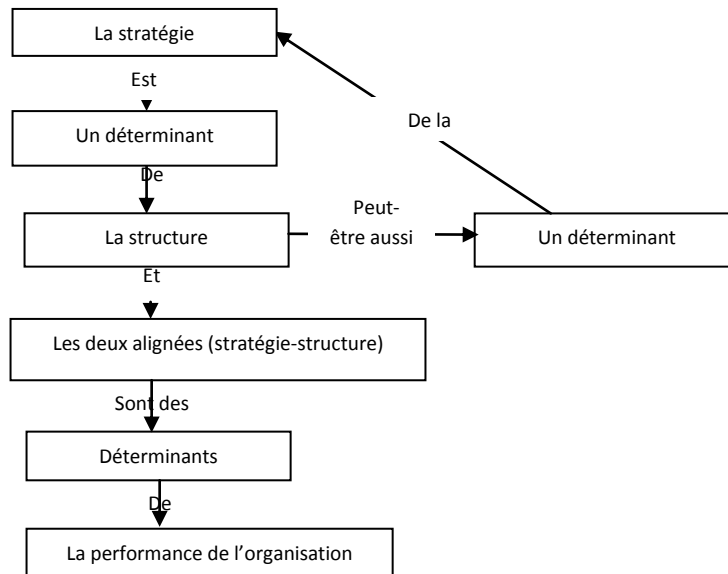 La stratégie
Est
Un déterminant
De la
De
La structure
Peut-
être aussi
Un déterminant
Et
Les deux alignées (stratégie-structure)
Sont des
Déterminants
De
La performance de l’organisation